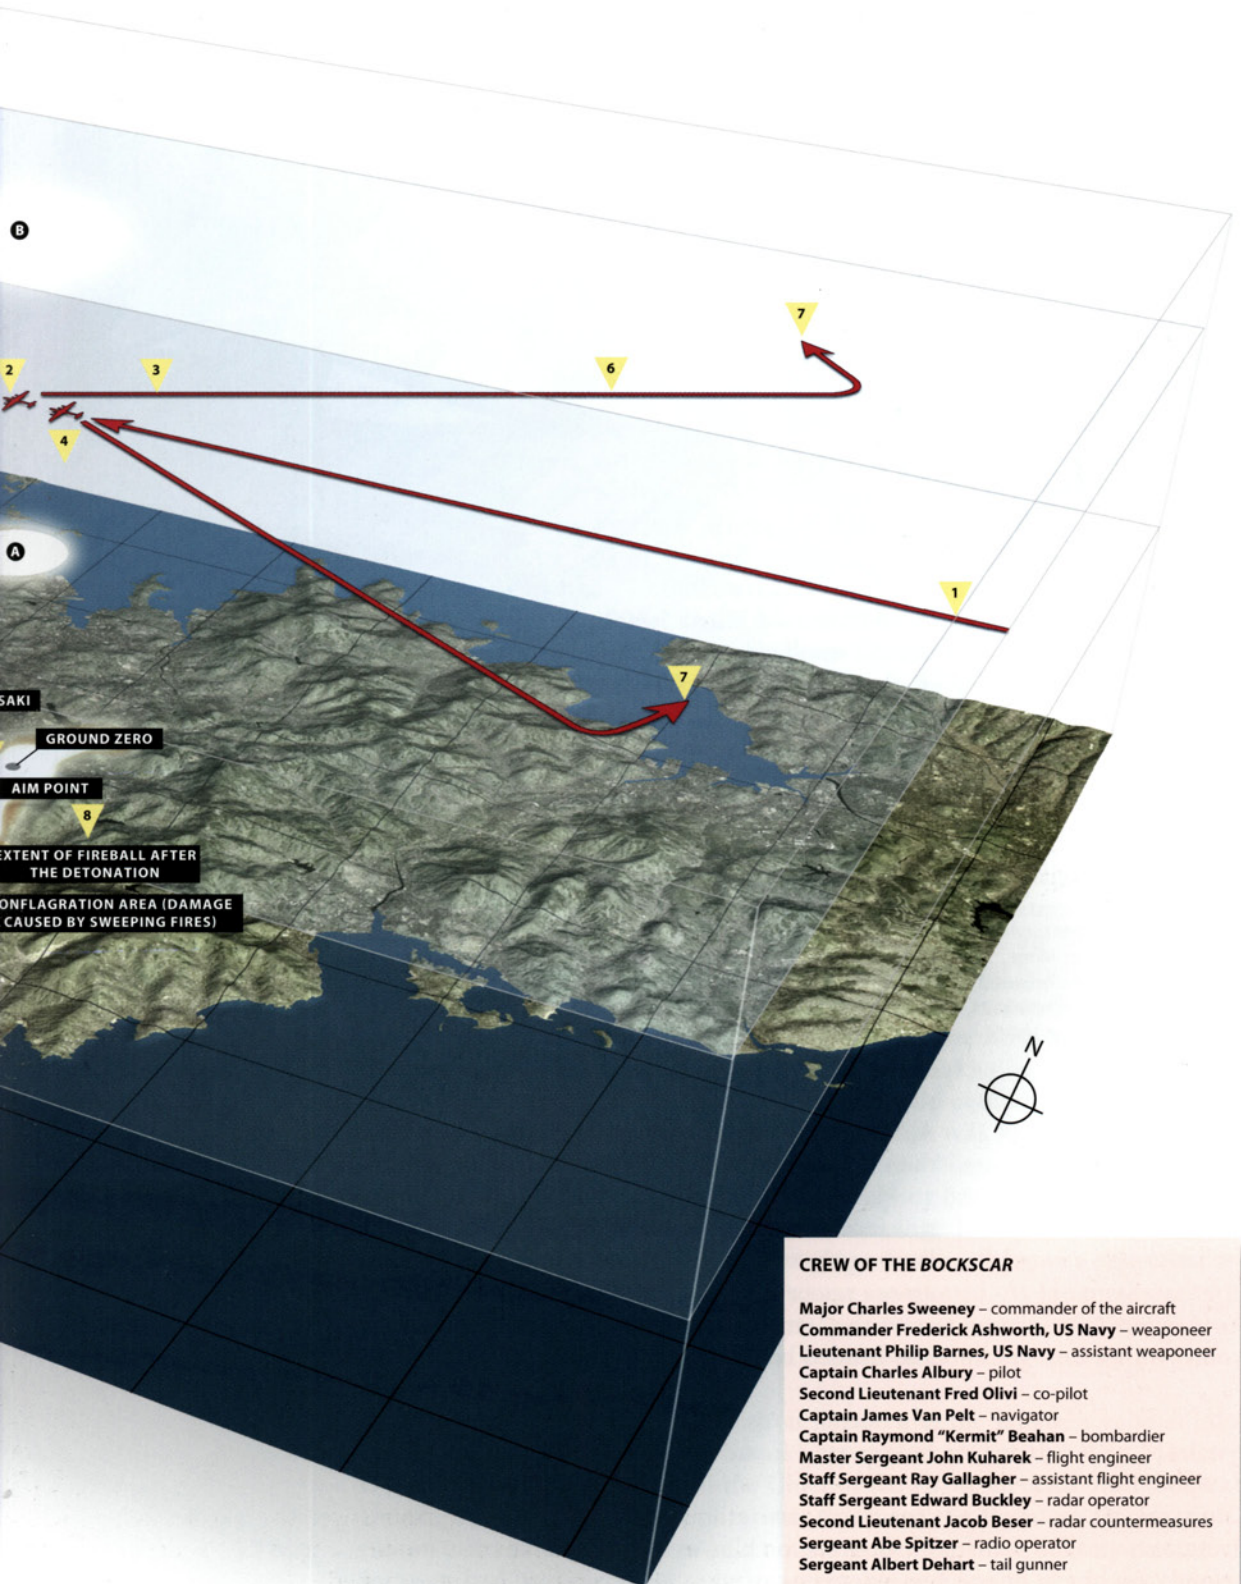 B
7
2
3
6
4
A
1
7
SAKI
GROUND ZERO
AIM POINT
8
EXTENT OF FIREBALL AFTER
THE DETONATION
ONFLAGRATION AREA (DAMAGE
CAUSED BY SWEEPING FIRES)
N
CREW OF THE BOCKSCAR
Major Charles Sweeney – commander of the aircraft
Commander Frederick Ashworth, US Navy – weaponeer
Lieutenant Philip Barnes, US Navy – assistant weaponeer
Captain Charles Albury – pilot
Second Lieutenant Fred Olivi – co-pilot
Captain James Van Pelt – navigator
Captain Raymond “Kermit” Beahan – bombardier
Master Sergeant John Kuharek – flight engineer
Staff Sergeant Ray Gallagher – assistant flight engineer
Staff Sergeant Edward Buckley – radar operator
Second Lieutenant Jacob Beser – radar countermeasures
Sergeant Abe Spitzer – radio operator
Sergeant Albert Dehart – tail gunner